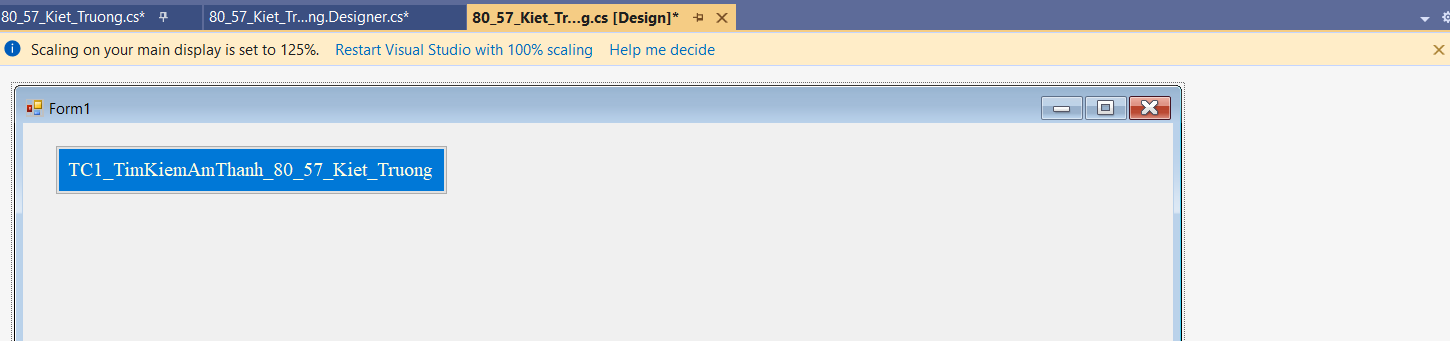 80_57_Kiet_Truong.cs*
80_57_Kiet_Tr...ng.Designer.cs*
80_57_Kiet_Tr...g.cs [Design]*
Scaling on your main display is set to 125%. Restart Visual Studio with 100% scaling Help me decide
Form1
TC1_TimKiemAmThanh_80_57_Kiet_Truong